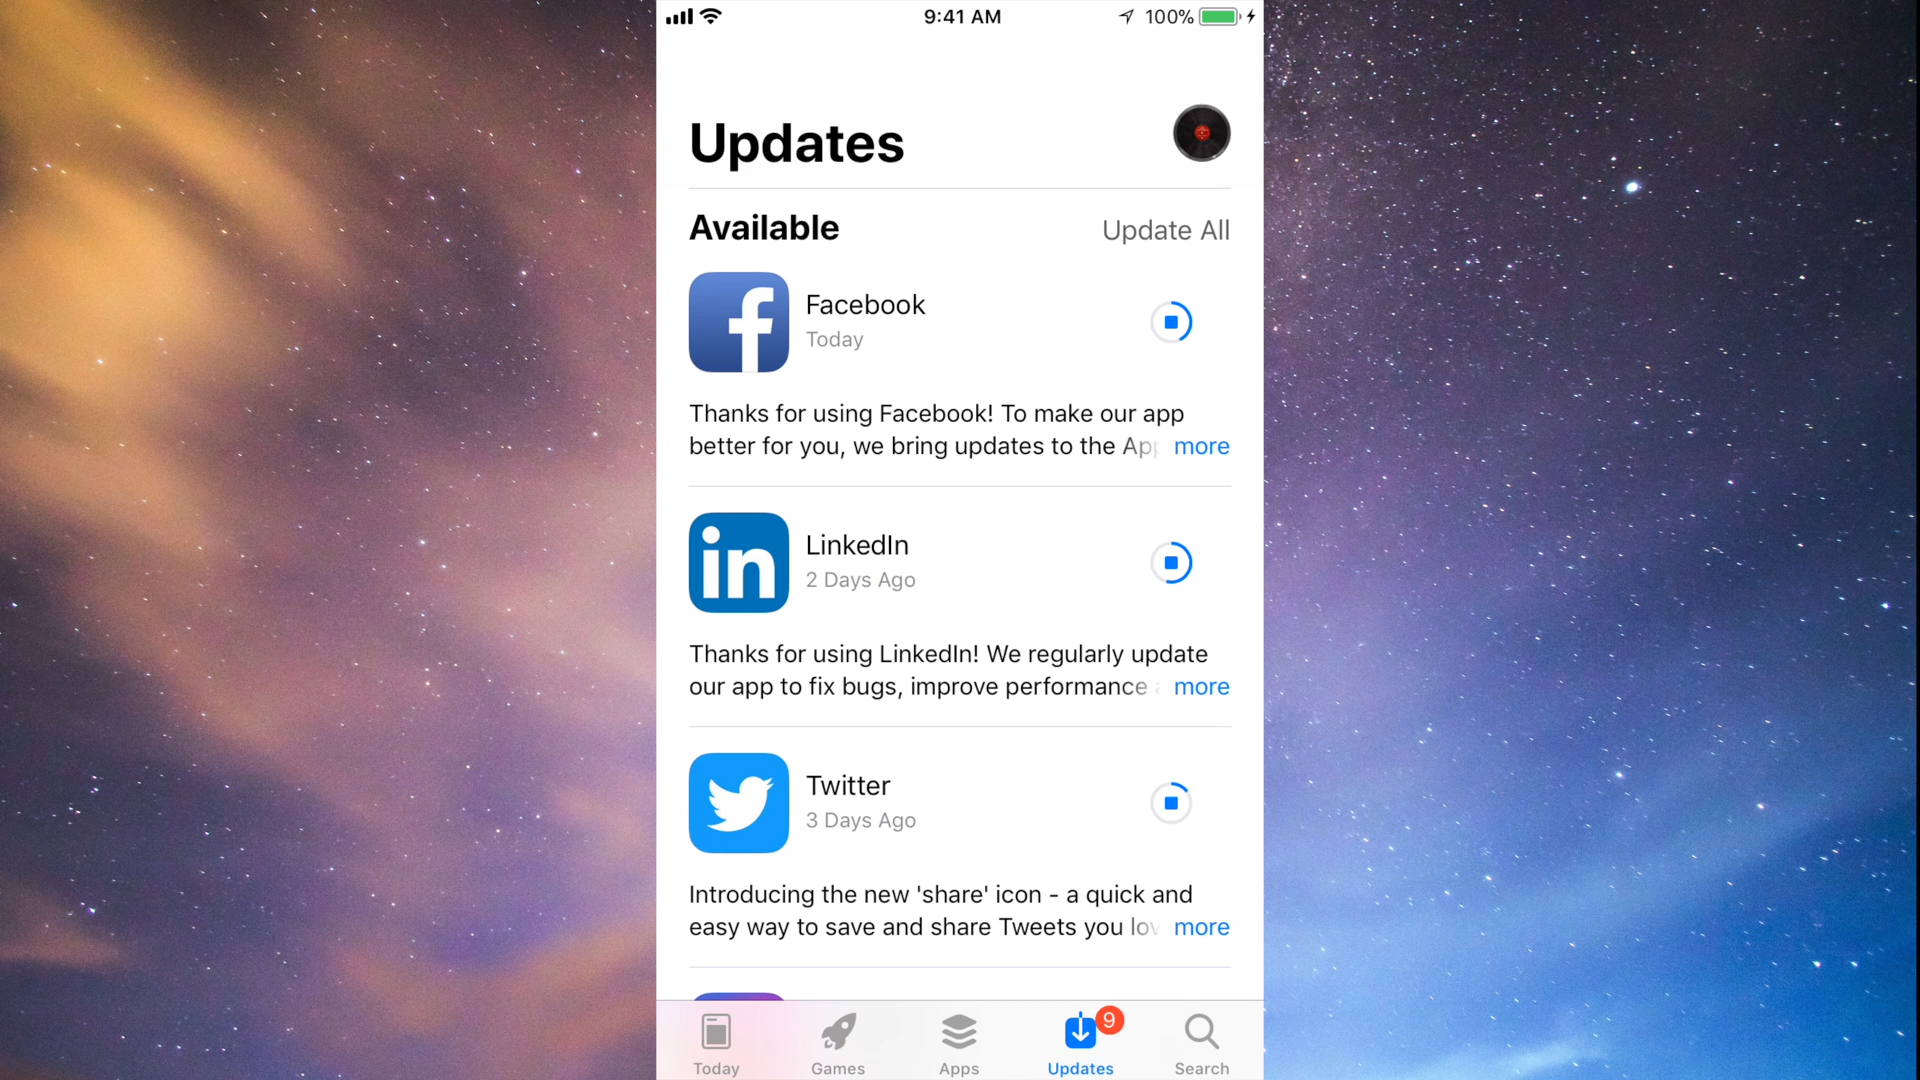 9:41 AM
100%
Updates
Available
Update All
Facebook
Today
Thanks for using Facebook! To make our app
better for you, we bring updates to the App
more
in
LinkedIn
2 Days Ago
Thanks for using LinkedIn! We regularly update
our app to fix bugs, improve performance
more
Twitter
3 Days Ago
Introducing the new 'share' icon - a quick and
easy way to save and share Tweets you lov
more
9
Today
Games
Apps
Updates
Search